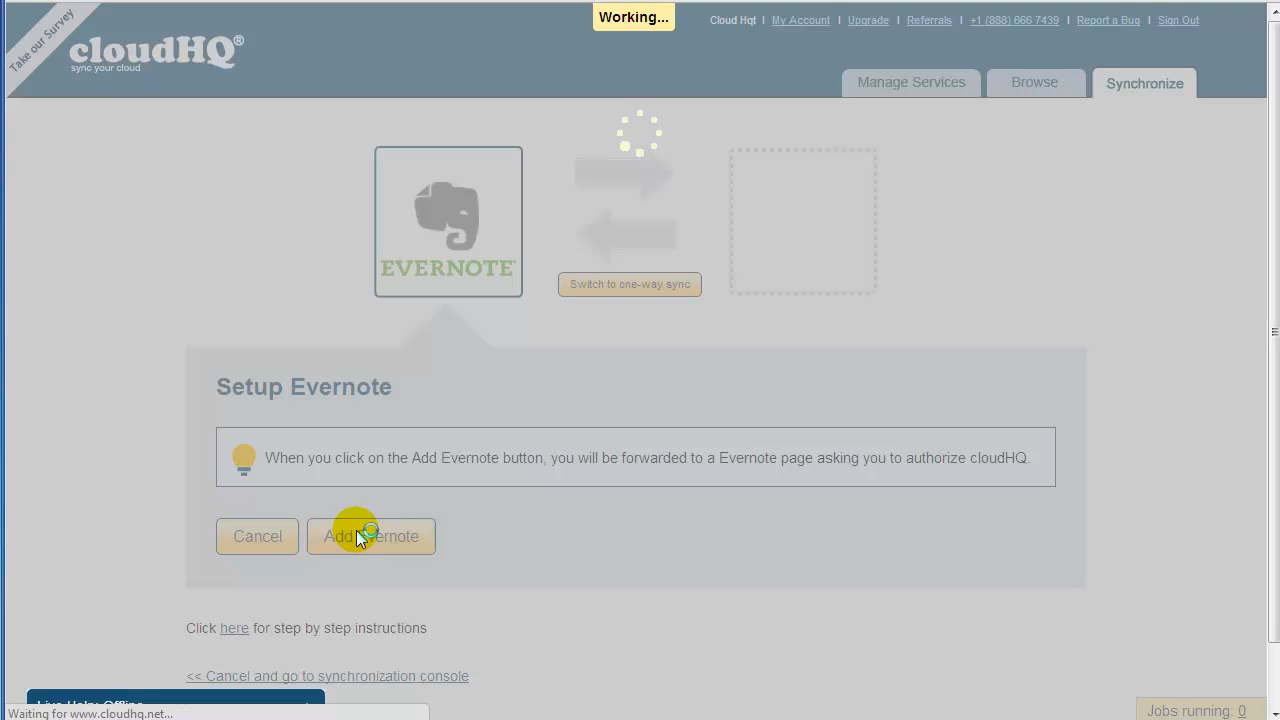 Working...
Take our Survey
cloudHQ®
sync your cloud
Cloud Hqt | My Account | Upgrade | Referrals | +1 (888) 666 7439 | Report a Bug | Sign Out
Manage Services
Browse
Synchronize
EVERNOTE
Switch to one-way sync
Setup Evernote
When you click on the Add Evernote button, you will be forwarded to a Evernote page asking you to authorize cloudHQ.
Cancel
Add Evernote
Click here for step by step instructions
<< Cancel and go to synchronization console
Live Help: Offline
Waiting for www.cloudhq.net...
Jobs running: 0